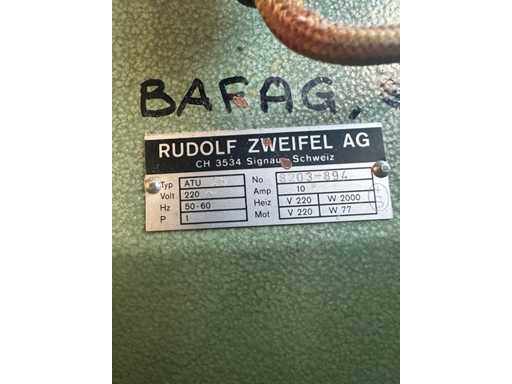 BAFAG,
RUDOLF ZWEIFEL AG
CH 3534 Signau Schweiz
Typ ATU No 8203-894
Volt 220 Amp 10
Hz 50-60 Heiz V 220 W 2000
P 1 Mot V 220 W 77